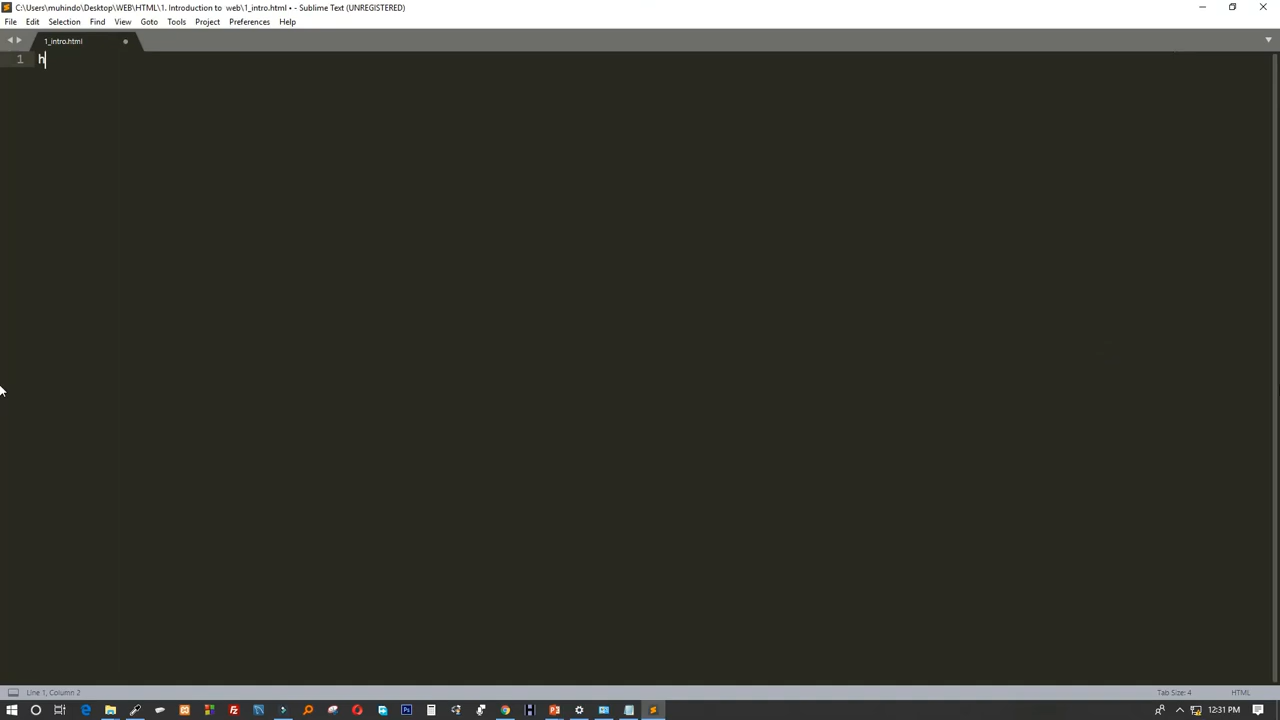 C:\Users\muhindo\Desktop\WEB\HTML\1. Introduction to  web\1_intro.html • - Sublime Text (UNREGISTERED)
File Edit Selection Find View Goto Tools Project Preferences Help
1_intro.html
1 h
Line 1, Column 2 Tab Size: 4 HTML
12:31 PM